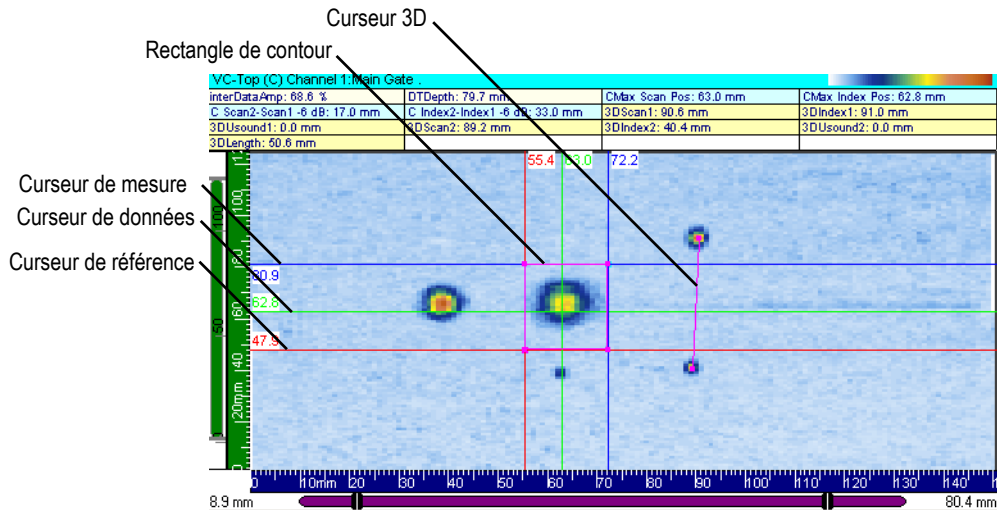 Curseur 3D
Rectangle de contour
VC-Top (C) Channel 1:Main Gate .
interDataAmp: 68.6 % DTDepth: 79.7 mm CMax Scan Pos: 63.0 mm CMax Index Pos: 62.8 mm
C Scan2-Scan1 -6 dB: 17.0 mm C Index2-Index1 -6 dB: 33.0 mm 3DScan1: 90.6 mm 3DIndex1: 91.0 mm
3DUsound1: 0.0 mm 3DScan2: 89.2 mm 3DIndex2: 40.4 mm 3DUsound2: 0.0 mm
3DLength: 50.6 mm
55.4 63.0 72.2
Curseur de mesure
Curseur de données
Curseur de référence
80.9
62.8
47.9
100
50
0
100
80
60
40
20mm
0
0 10mm 20 30 40 50 60 70 80 90 100 110 120 130 140
8.9 mm 80.4 mm